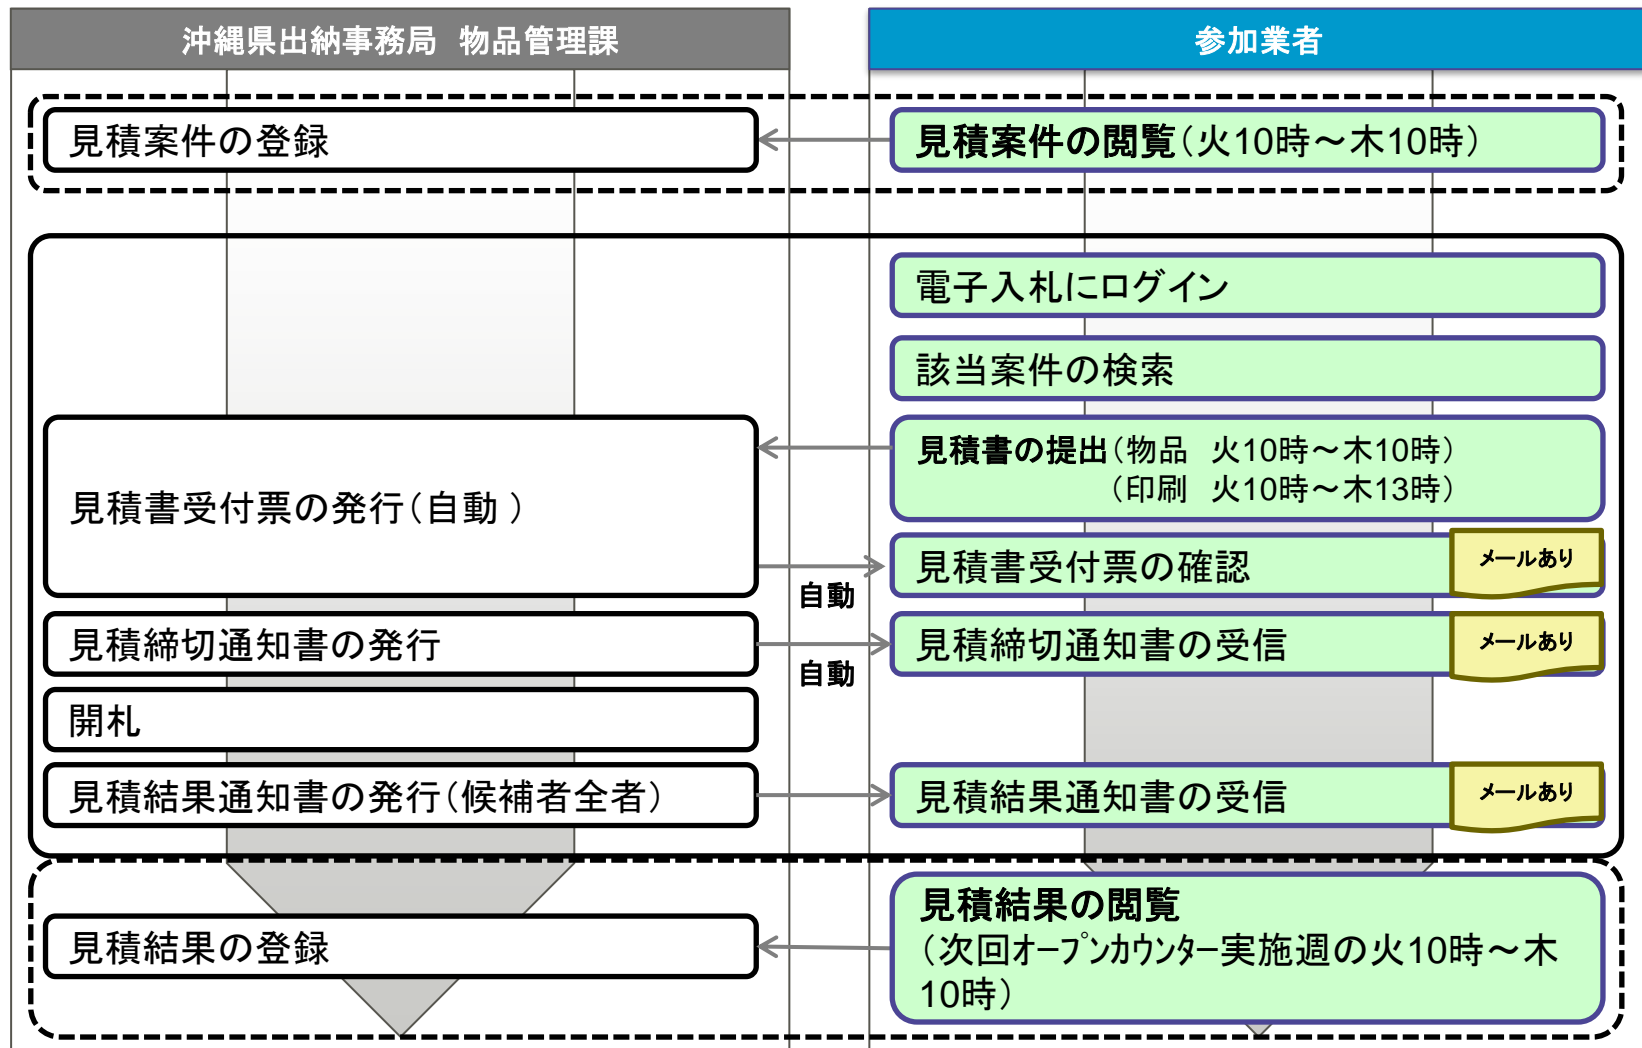 沖縄県出納事務局　物品管理課
参加業者
見積案件の登録
見積案件の閲覧（火10時～木10時）
電子入札にログイン
該当案件の検索
見積書の提出（物品　火10時～木10時）
（印刷　火10時～木13時）
見積書受付票の発行（自動 ）
見積書受付票の確認
メールあり
自動
見積締切通知書の発行
見積締切通知書の受信
メールあり
自動
開札
見積結果通知書の発行（候補者全者）
見積結果通知書の受信
メールあり
見積結果の登録
見積結果の閲覧
（次回ｵｰﾌﾟﾝｶｳﾝﾀｰ実施週の火10時～木
10時）